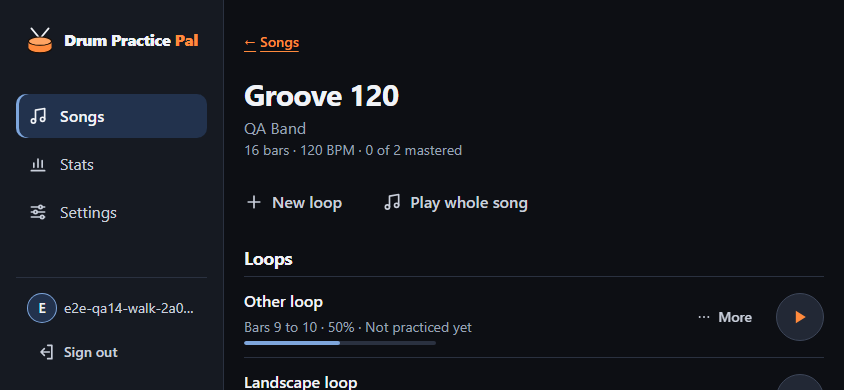 Drum Practice Pal
Songs
Stats
Settings
E
e2e-qa14-walk-2a0...
Sign out
← Songs
Groove 120
QA Band
16 bars · 120 BPM · 0 of 2 mastered
+ New loop
Play whole song
Loops
Other loop
Bars 9 to 10 · 50% · Not practiced yet
··· More
Landscape loop